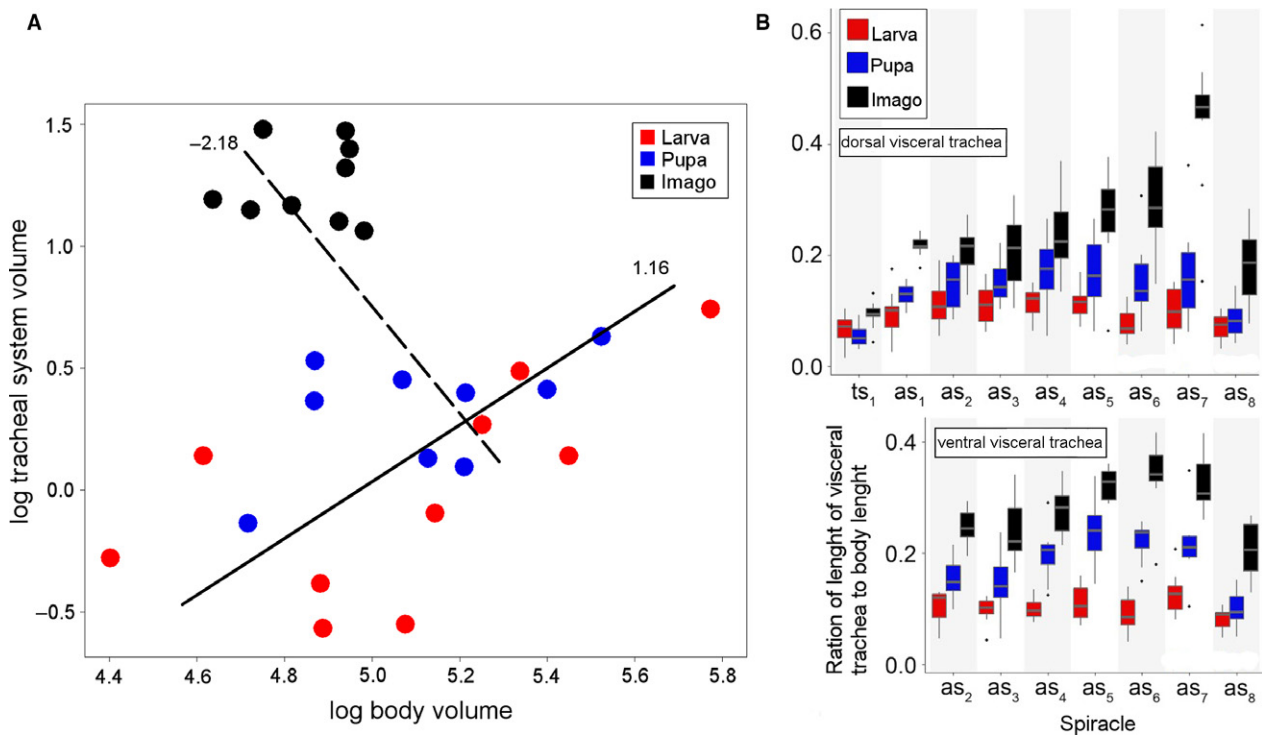 A
log tracheal system volume
1.5
1.0
0.5
0.0
−0.5
−2.18
1.16
Larva
Pupa
Imago
4.4 4.6 4.8 5.0 5.2 5.4 5.6 5.8
log body volume
B
0.6
0.4
0.2
0.0
Larva
Pupa
Imago
dorsal visceral trachea
ts1 as1 as2 as3 as4 as5 as6 as7 as8
Ration of lenght of visceral
trachea to body lenght
0.4
0.2
0.0
ventral visceral trachea
as2 as3 as4 as5 as6 as7 as8
Spiracle